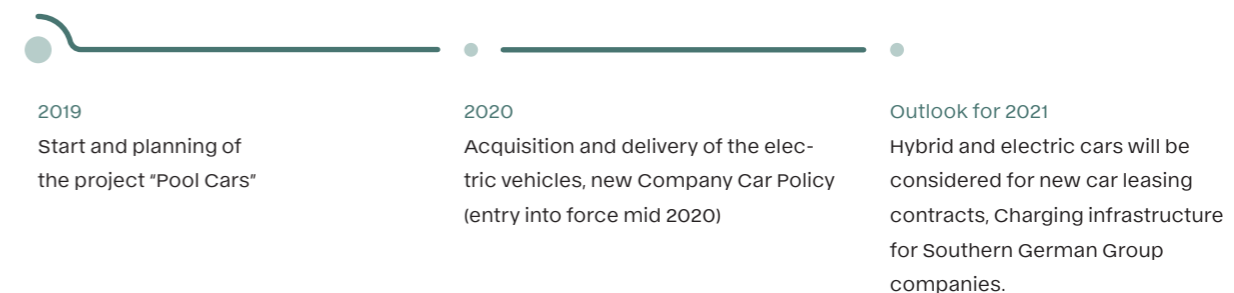 2019
Start and planning of
the project "Pool Cars"
2020
Acquisition and delivery of the elec-
tric vehicles, new Company Car Policy
(entry into force mid 2020)
Outlook for 2021
Hybrid and electric cars will be
considered for new car leasing
contracts, Charging infrastructure
for Southern German Group
companies.